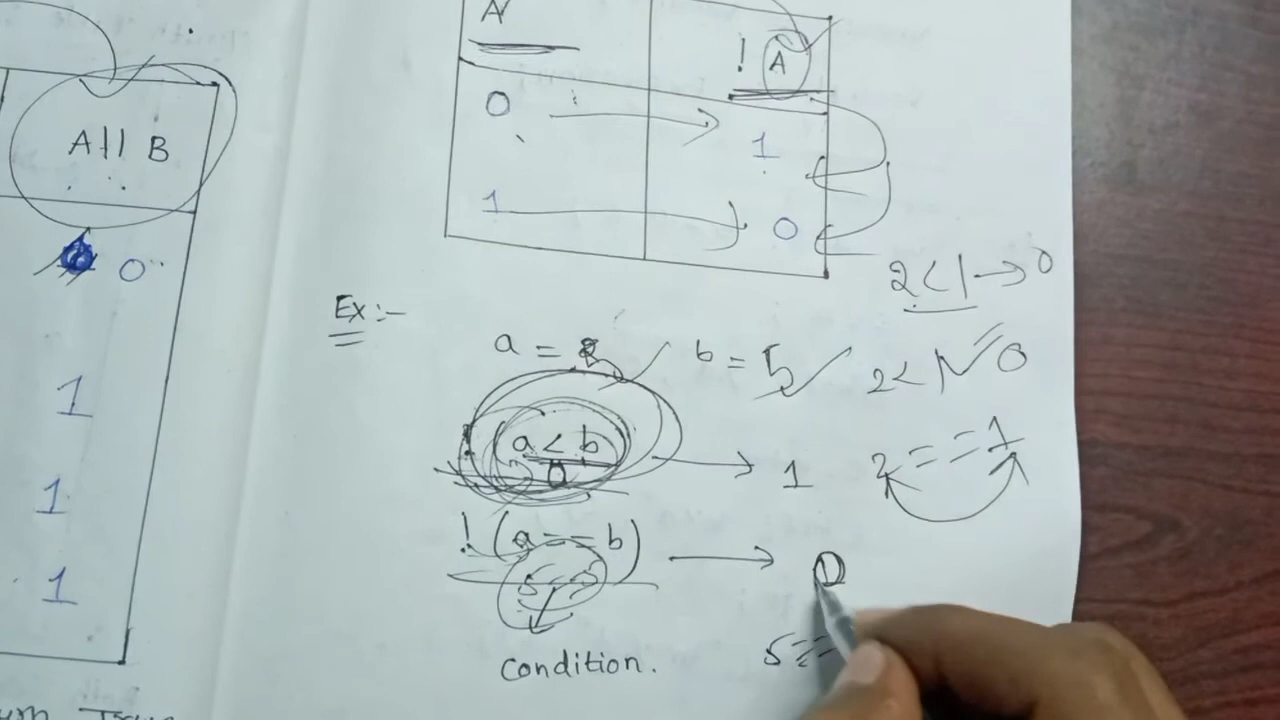 A || B
0
1
1
1
A
! A
0 → 1
1 → 0
2 < 1 → 0
Ex :-
a = b = 5
2 < 1 0
! (a < b) → 1
0
2 == 1
! (a == b) →
5 ==
Condition.